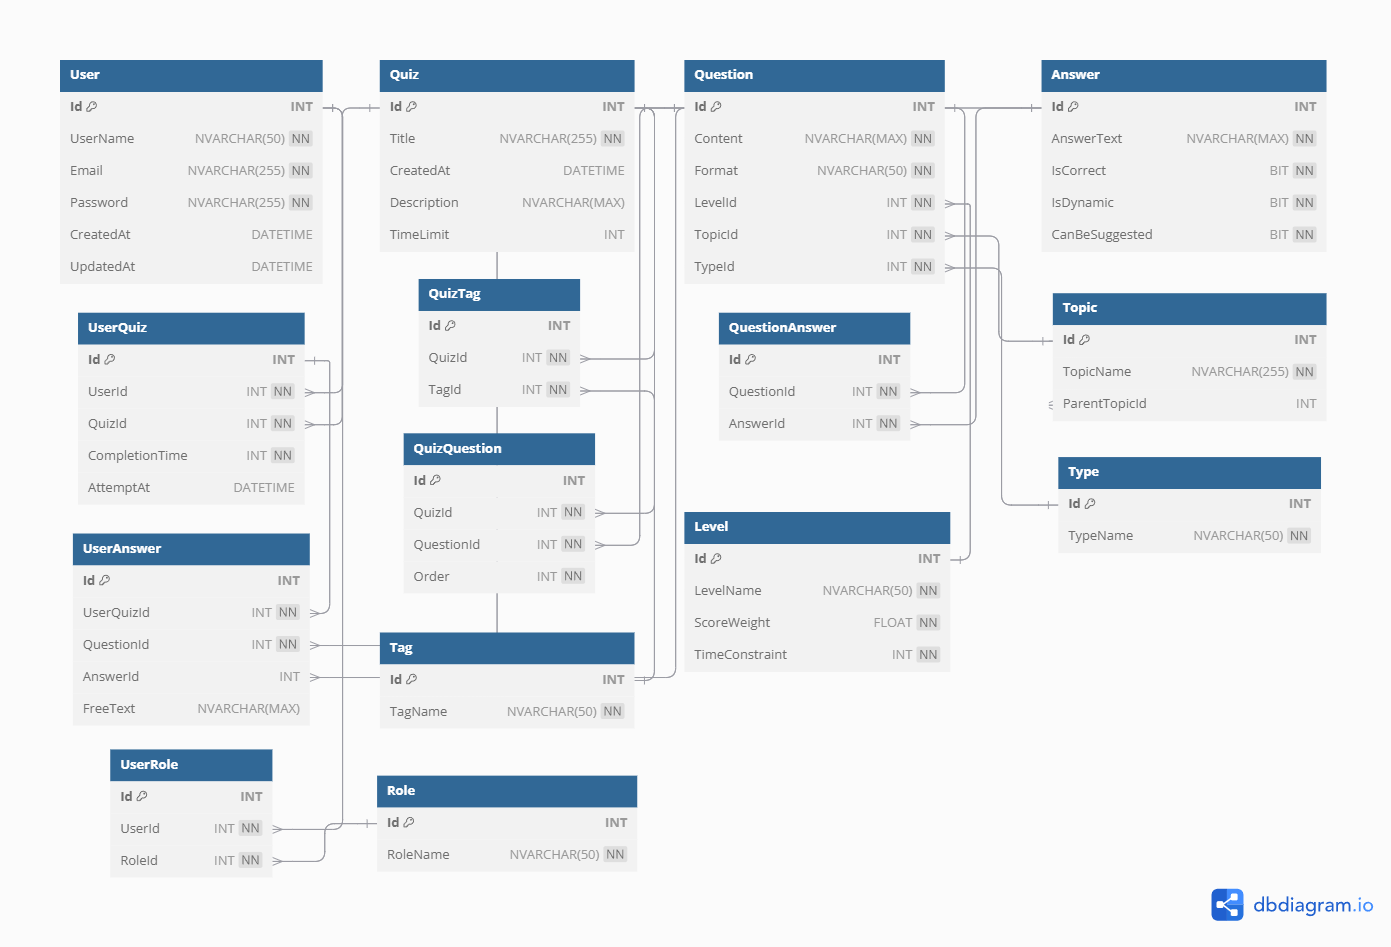 User
Id INT
UserName NVARCHAR(50) NN
Email NVARCHAR(255) NN
Password NVARCHAR(255) NN
CreatedAt DATETIME
UpdatedAt DATETIME
Quiz
Id INT
Title NVARCHAR(255) NN
CreatedAt DATETIME
Description NVARCHAR(MAX)
TimeLimit INT
Question
Id INT
Content NVARCHAR(MAX) NN
Format NVARCHAR(50) NN
LevelId INT NN
TopicId INT NN
TypeId INT NN
Answer
Id INT
AnswerText NVARCHAR(MAX) NN
IsCorrect BIT NN
IsDynamic BIT NN
CanBeSuggested BIT NN
UserQuiz
Id INT
UserId INT NN
QuizId INT NN
CompletionTime INT NN
AttemptAt DATETIME
QuizTag
Id INT
QuizId INT NN
TagId INT NN
QuestionAnswer
Id INT
QuestionId INT NN
AnswerId INT NN
Topic
Id INT
TopicName NVARCHAR(255) NN
ParentTopicId INT
QuizQuestion
Id INT
QuizId INT NN
QuestionId INT NN
Order INT NN
Type
Id INT
TypeName NVARCHAR(50) NN
UserAnswer
Id INT
UserQuizId INT NN
QuestionId INT NN
AnswerId INT
FreeText NVARCHAR(MAX)
Level
Id INT
LevelName NVARCHAR(50) NN
ScoreWeight FLOAT NN
TimeConstraint INT NN
Tag
Id INT
TagName NVARCHAR(50) NN
UserRole
Id INT
UserId INT NN
RoleId INT NN
Role
Id INT
RoleName NVARCHAR(50) NN
dbdiagram.io